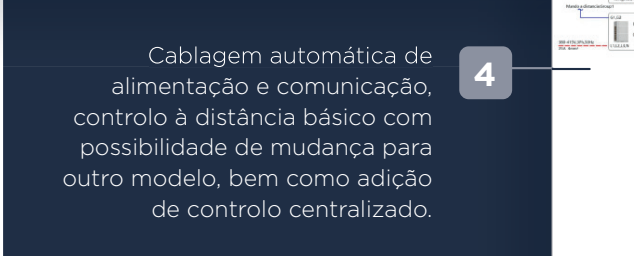 Cablagem automática de
alimentação e comunicação,
controlo à distância básico com
possibilidade de mudança para
outro modelo, bem como adição
de controlo centralizado.
4